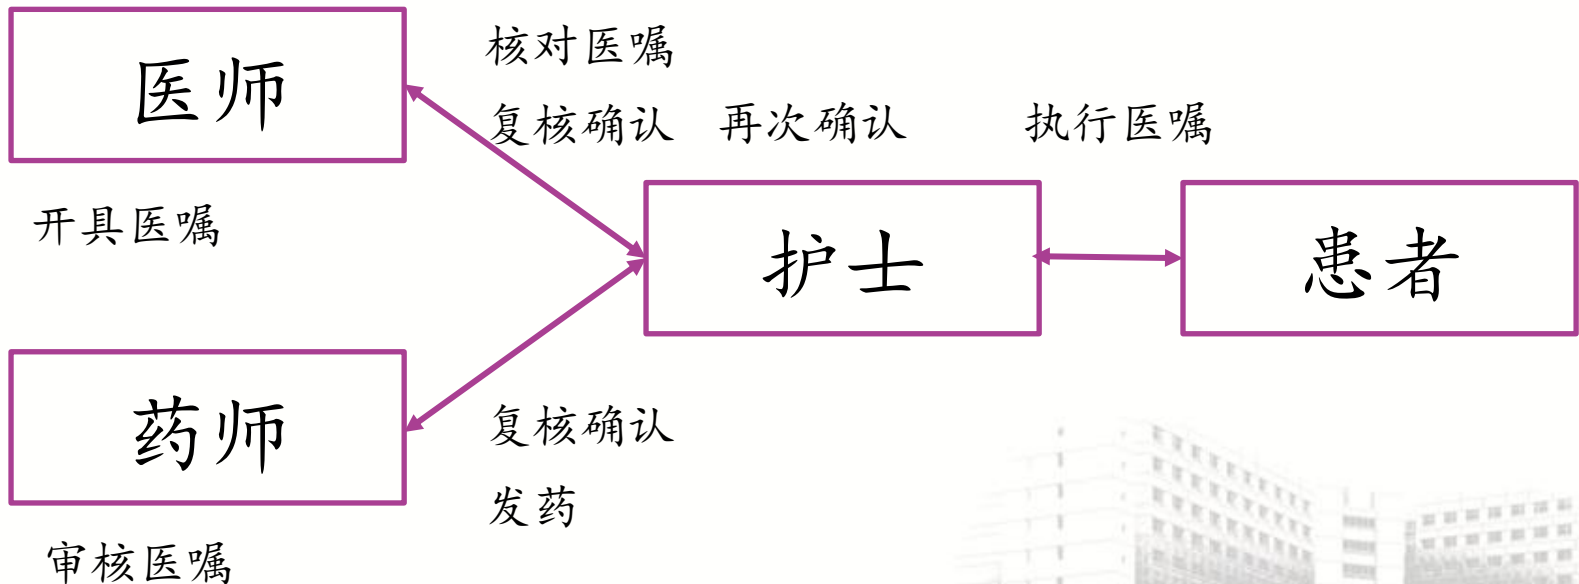 医师
核对医嘱
复核确认
再次确认
执行医嘱
开具医嘱
护士
患者
药师
复核确认
发药
审核医嘱